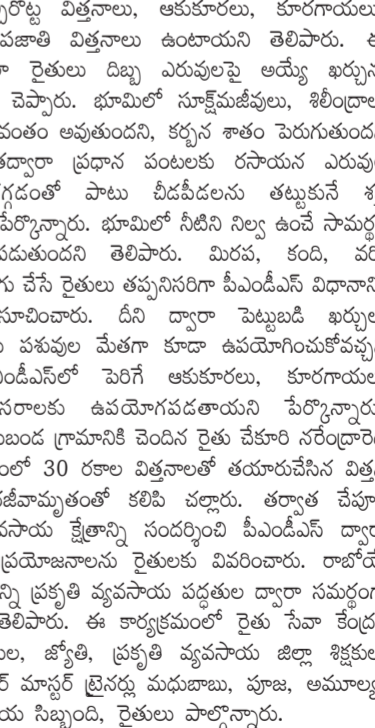 రొట్ట విత్తనాలు, ఆకుకూరలు, కూరగాయలు
పజాతి విత్తనాలు ఉంటాయని తెలిపారు. ఈ
రైతులు దిబ్బ ఎరువులపై అయ్యే ఖర్చున
చెప్పారు. భూమిలో సూక్ష్మజీవులు, శిలీంద్రాల
వంతం అవుతుందని, కర్బన శాతం పెరుగుతుంద
తద్వారా ప్రధాన పంటలకు రసాయన ఎరువు
గ్గడంతో పాటు చీడపీడలను తట్టుకునే శ
పేర్కొన్నారు. భూమిలో నీటిని నిల్వ ఉంచే సామర్థ
పడుతుందని తెలిపారు. మిరప, కంది, వరి
గు చేసే రైతులు తప్పనిసరిగా పీఎండీఎస్ విధానాన్ని
సూచించారు. దీని ద్వారా పెట్టుబడి ఖర్చుల
పశువుల మేతగా కూడా ఉపయోగించుకోవచ్చ
ఎండీఎస్‌లో పెరిగే ఆకుకూరలు, కూరగాయల
సరాలకు ఉపయోగపడతాయని పేర్కొన్నారు
బండ గ్రామానికి చెందిన రైతు చేకూరి నరేంద్రారె
ంలో 30 రకాల విత్తనాలతో తయారుచేసిన విత్త
జీవామృతంతో కలిపి చల్లారు. తర్వాత చేపూ
వసాయ క్షేత్రాన్ని సందర్శించి పీఎండీఎస్ ద్వార
ప్రయోజనాలను రైతులకు వివరించారు. రాబోయే
న్ని ప్రకృతి వ్యవసాయ పద్ధతుల ద్వారా సమర్థంగ
తెలిపారు. ఈ కార్యక్రమంలో రైతు సేవా కేంద్ర
ల, జ్యోతి, ప్రకృతి వ్యవసాయ జిల్లా శిక్షకుల
ర్ మాస్టర్ ట్రైనర్లు మధుబాబు, పూజ, అమూల్య
య సిబ్బంది, రైతులు పాల్గొన్నారు.